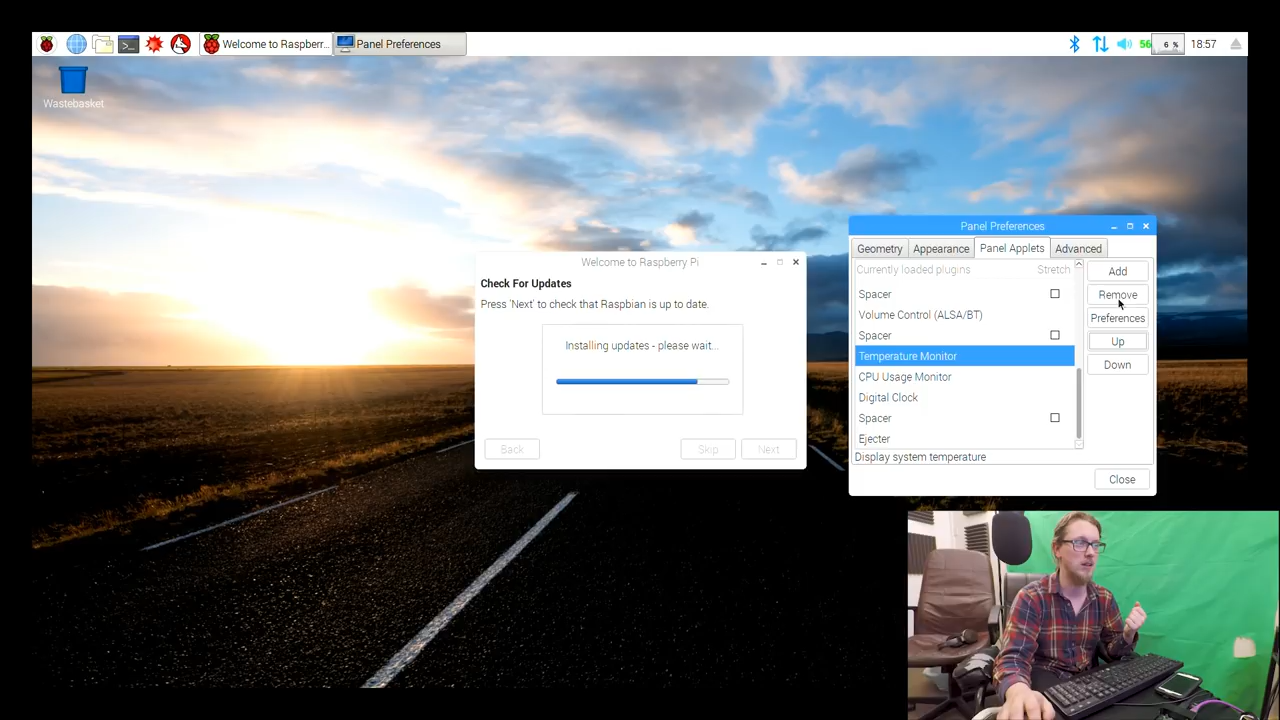 Welcome to Raspberr...
Panel Preferences
56
6 %
18:57
Wastebasket
Welcome to Raspberry Pi
Check For Updates
Press 'Next' to check that Raspbian is up to date.
Installing updates - please wait...
Back
Skip
Next
Panel Preferences
Geometry
Appearance
Panel Applets
Advanced
Currently loaded plugins
Stretch
Spacer
Volume Control (ALSA/BT)
Spacer
Temperature Monitor
CPU Usage Monitor
Digital Clock
Spacer
Ejecter
Display system temperature
Add
Remove
Preferences
Up
Down
Close